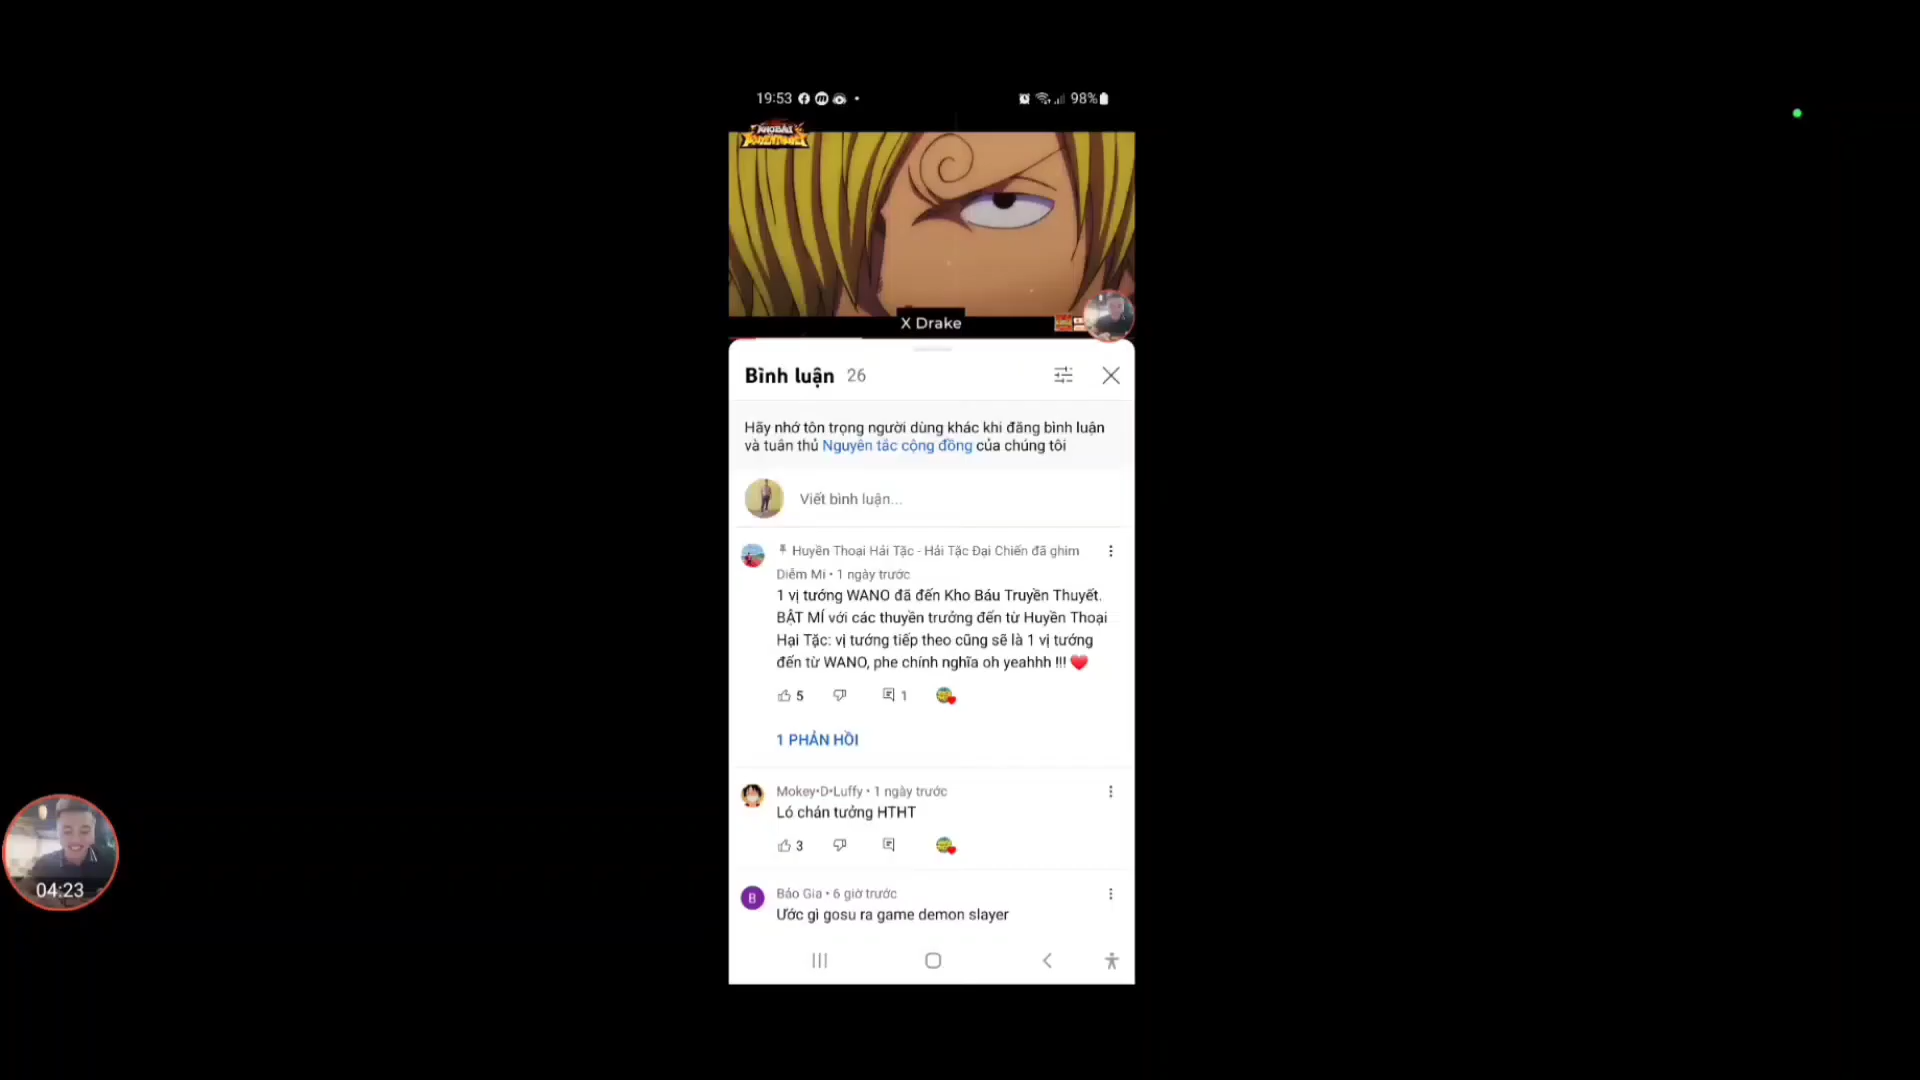 19:53
98%
X Drake
Bình luận 26
Hãy nhớ tôn trọng người dùng khác khi đăng bình luận
và tuân thủ Nguyên tắc cộng đồng của chúng tôi
Viết bình luận...
Huyền Thoại Hải Tặc - Hải Tặc Đại Chiến đã ghim
Diễm Mi • 1 ngày trước
1 vị tướng WANO đã đến Kho Báu Truyền Thuyết.
BẬT MÍ với các thuyền trưởng đến từ Huyền Thoại
Hại Tặc: vị tướng tiếp theo cũng sẽ là 1 vị tướng
đến từ WANO, phe chính nghĩa oh yeahhh !!!
5
1
1 PHẢN HỒI
Mokey•D•Luffy • 1 ngày trước
Ló chán tưởng HTHT
3
B
Bảo Gia • 6 giờ trước
Ước gì gosu ra game demon slayer
04:23